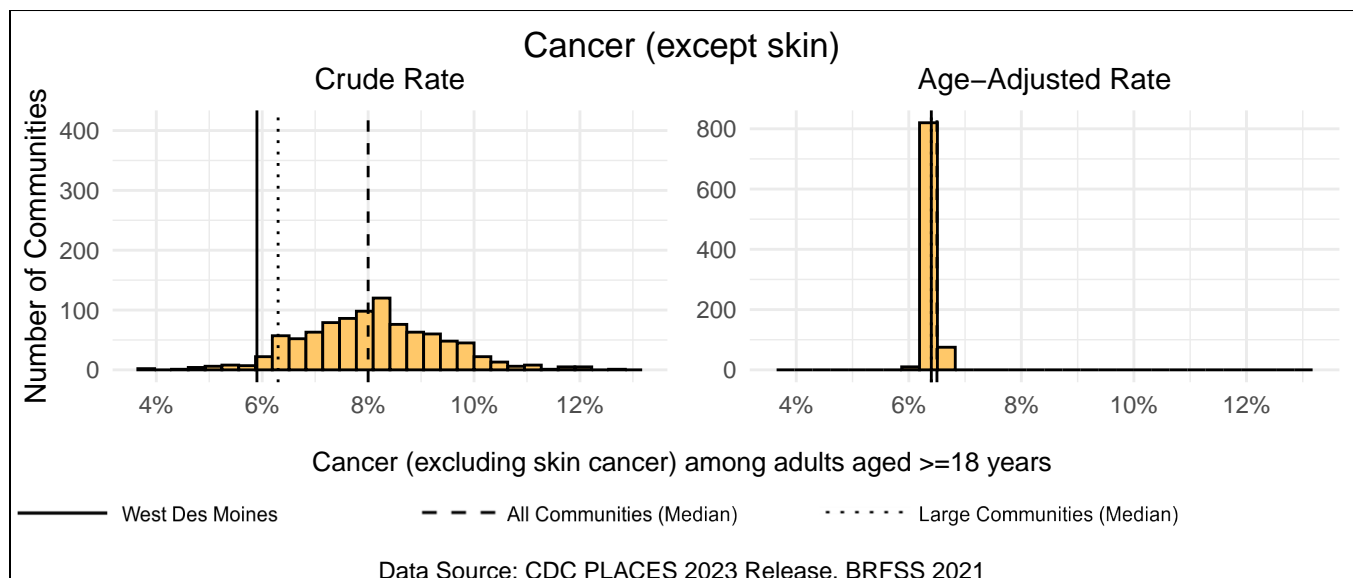 Cancer (except skin)
Crude Rate
Age−Adjusted Rate
Number of Communities
400
300
200
100
0
4%
6%
8%
10%
12%
800
600
400
200
0
4%
6%
8%
10%
12%
Cancer (excluding skin cancer) among adults aged >=18 years
West Des Moines
All Communities (Median)
Large Communities (Median)
Data Source: CDC PLACES 2023 Release, BRFSS 2021